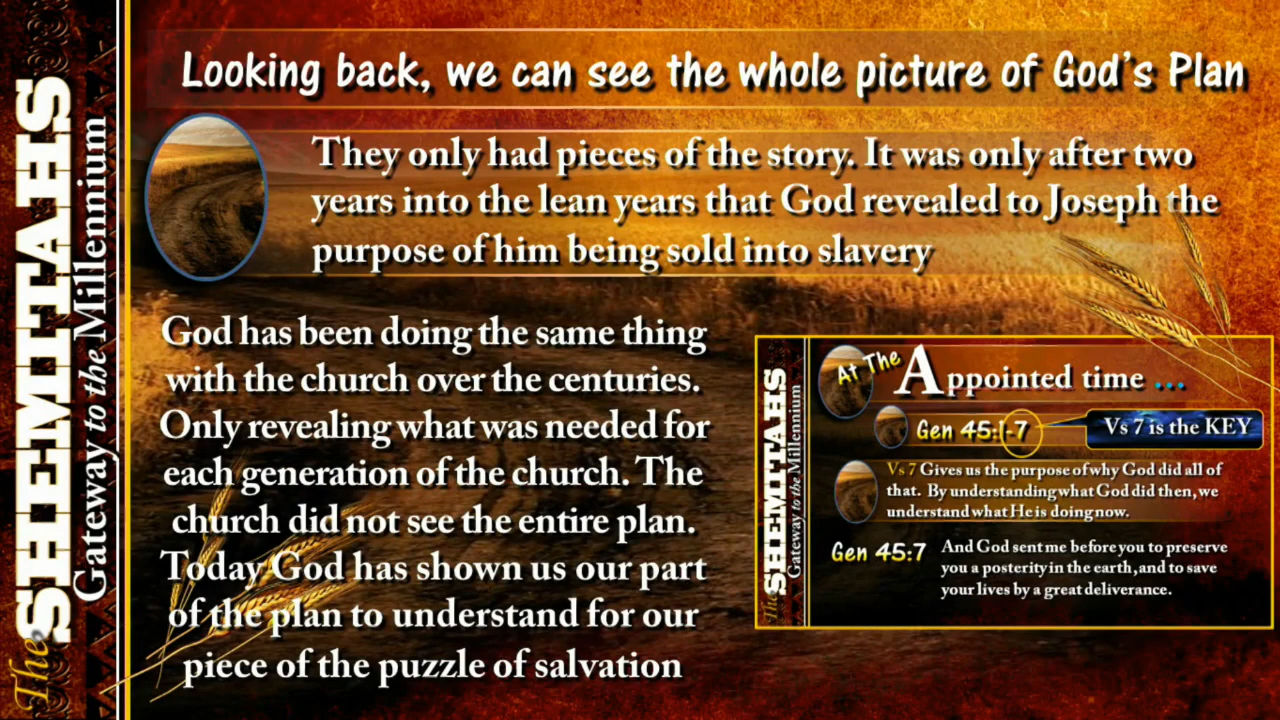 The SHEMITAHS
Gateway to the Millennium
Looking back, we can see the whole picture of God's Plan
They only had pieces of the story. It was only after two
years into the lean years that God revealed to Joseph the
purpose of him being sold into slavery
God has been doing the same thing
with the church over the centuries.
Only revealing what was needed for
each generation of the church. The
church did not see the entire plan.
Today God has shown us our part
of the plan to understand for our
piece of the puzzle of salvation
The SHEMITAHS
Gateway to the Millennium
At The Appointed time ...
Gen 45:1-7
Vs 7 is the KEY
Vs 7 Gives us the purpose of why God did all of
that. By understanding what God did then, we
understand what He is doing now.
Gen 45:7
And God sent me before you to preserve
you a posterity in the earth, and to save
your lives by a great deliverance.